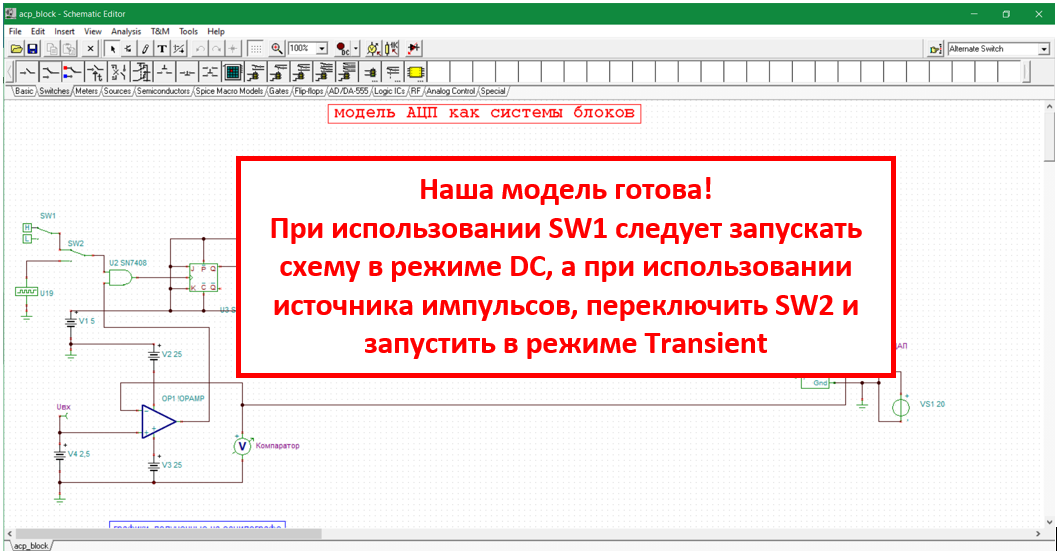 acp_block - Schematic Editor
File Edit Insert View Analysis T&M Tools Help
100%
DC
Alternate Switch
Basic Switches Meters Sources Semiconductors Spice Macro Models Gates Flip-flops AD/DA-555 Logic ICs RF Analog Control Special
модель АЦП как системы блоков
Наша модель готова!
При использовании SW1 следует запускать
схему в режиме DC, а при использовании
источника импульсов, переключить SW2 и
запустить в режиме Transient
SW1
H
L
SW2
U2 SN7408
J P Q
K C Q
U19
U3 S
V1 5
V2 25
ЦАП
Gnd
OP1 !OPAMP
Uвх
VS1 20
V
Компаратор
V4 2,5
V3 25
acp_block